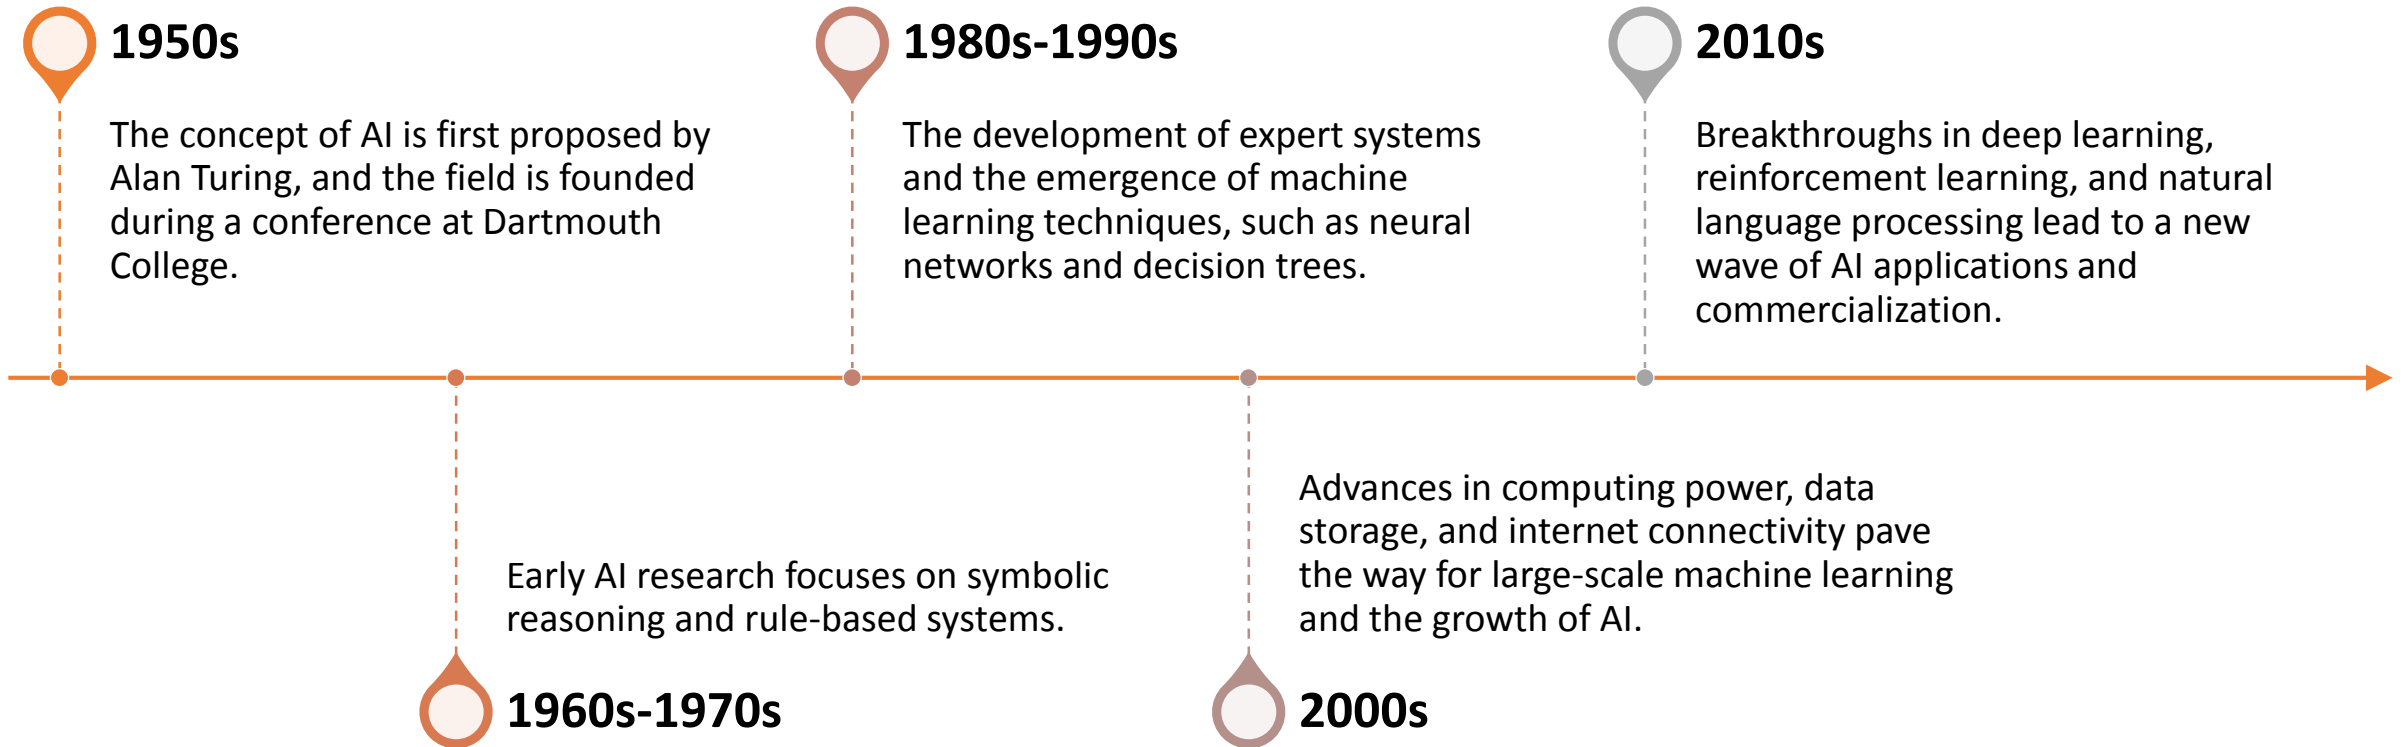 1950s
The concept of AI is first proposed by
Alan Turing, and the field is founded
during a conference at Dartmouth
College.
Early AI research focuses on symbolic
reasoning and rule-based systems.
1960s-1970s
1980s-1990s
The development of expert systems
and the emergence of machine
learning techniques, such as neural
networks and decision trees.
Advances in computing power, data
storage, and internet connectivity pave
the way for large-scale machine learning
and the growth of AI.
2000s
2010s
Breakthroughs in deep learning,
reinforcement learning, and natural
language processing lead to a new
wave of AI applications and
commercialization.